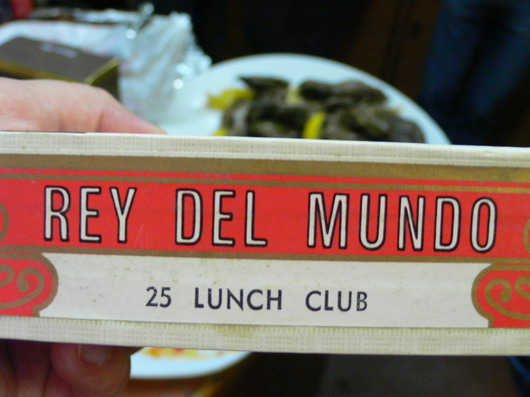 REY DEL MUNDO
25 LUNCH CLUB